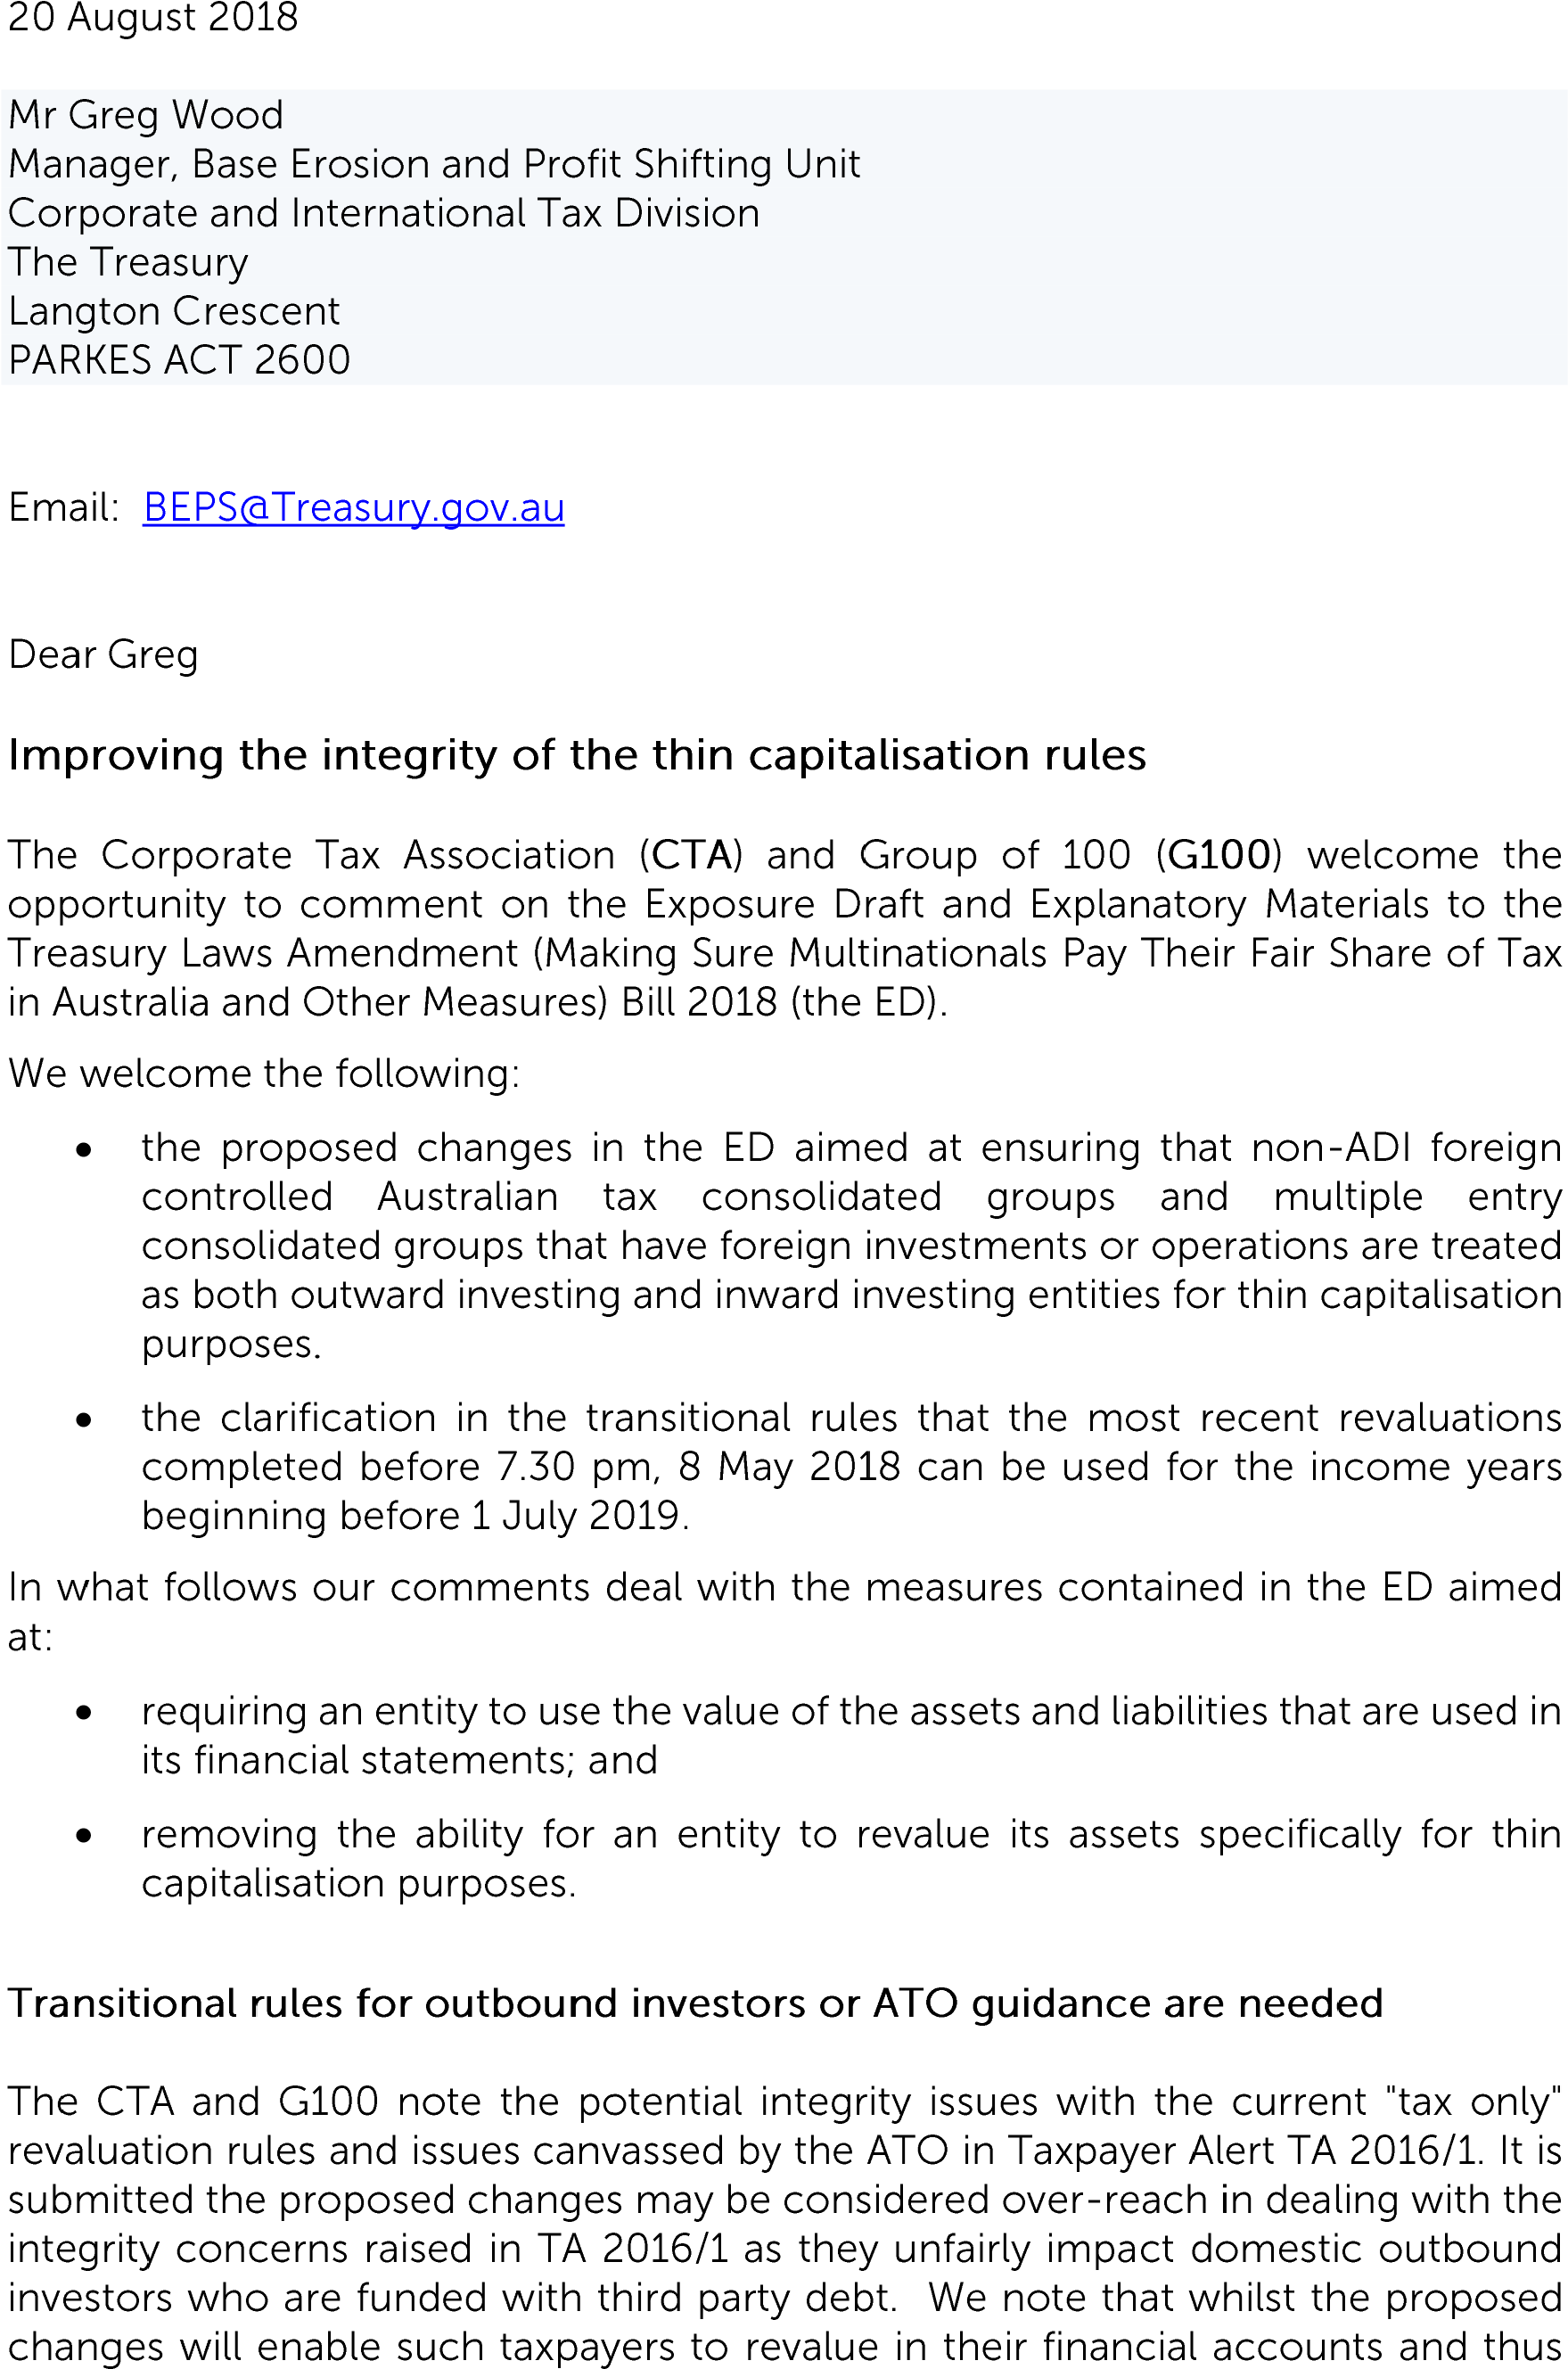 20 August 2018
Mr Greg Wood
Manager, Base Erosion and Profit Shifting Unit
Corporate and International Tax Division
The Treasury
Langton Crescent
PARKES ACT 2600
Email: BEPS@Treasury.gov.au
Dear Greg
Improving the integrity of the thin capitalisation rules
The Corporate Tax Association (CTA) and Group of 100 (G100) welcome the
opportunity to comment on the Exposure Draft and Explanatory Materials to the
Treasury Laws Amendment (Making Sure Multinationals Pay Their Fair Share of Tax
in Australia and Other Measures) Bill 2018 (the ED).
We welcome the following:
• the proposed changes in the ED aimed at ensuring that non-ADI foreign
controlled Australian tax consolidated groups and multiple entry
consolidated groups that have foreign investments or operations are treated
as both outward investing and inward investing entities for thin capitalisation
purposes.
• the clarification in the transitional rules that the most recent revaluations
completed before 7.30 pm, 8 May 2018 can be used for the income years
beginning before 1 July 2019.
In what follows our comments deal with the measures contained in the ED aimed
at:
• requiring an entity to use the value of the assets and liabilities that are used in
its financial statements; and
• removing the ability for an entity to revalue its assets specifically for thin
capitalisation purposes.
Transitional rules for outbound investors or ATO guidance are needed
The CTA and G100 note the potential integrity issues with the current "tax only"
revaluation rules and issues canvassed by the ATO in Taxpayer Alert TA 2016/1. It is
submitted the proposed changes may be considered over-reach in dealing with the
integrity concerns raised in TA 2016/1 as they unfairly impact domestic outbound
investors who are funded with third party debt. We note that whilst the proposed
changes will enable such taxpayers to revalue in their financial accounts and thus